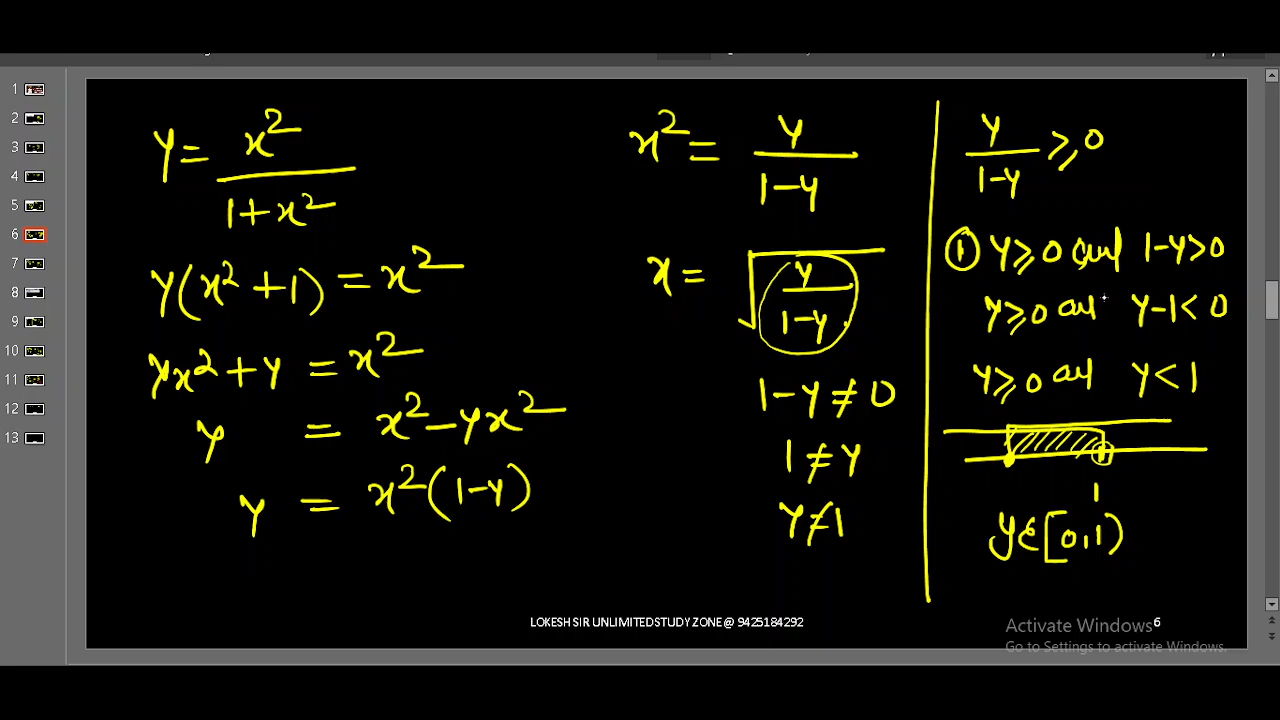 1
2
3
4
5
6
7
8
9
10
11
12
13
y = x²/(1+x²)
y(x²+1) = x²
yx²+y = x²
y = x²-yx²
y = x²(1-y)
x² = y/(1-y)
x = √(y/(1-y))
1-y ≠ 0
1 ≠ y
y ≠ 1
y/(1-y) ≥ 0
① y ≥ 0 and 1-y > 0
y ≥ 0 and y-1 < 0
y ≥ 0 and y < 1
1
y ∈ [0,1)
LOKESH SIR UNLIMITED STUDY ZONE @ 9425184292
6
Activate Windows
Go to Settings to activate Windows.